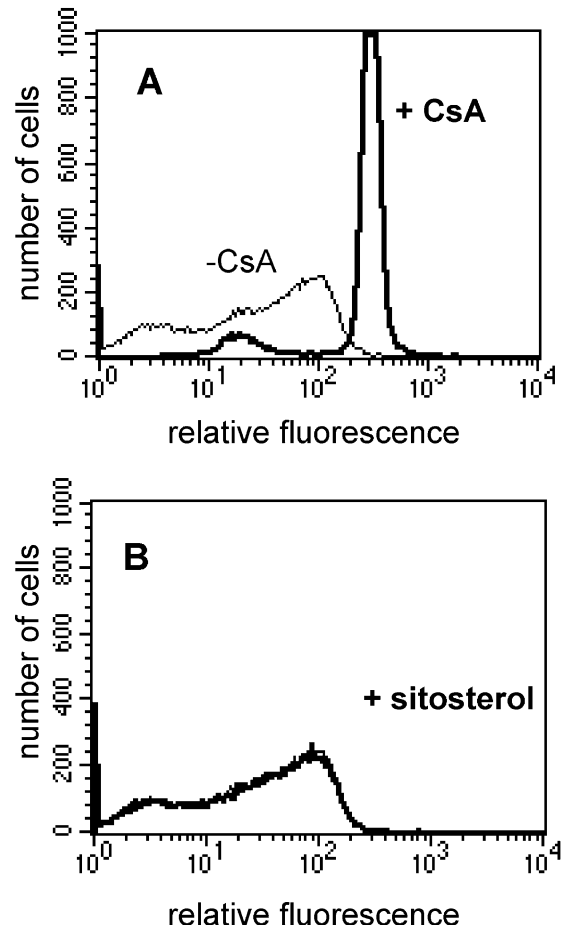 1000
A
+ CsA
800
600
400
-CsA
200
0
10^0 10^1 10^2 10^3 10^4
number of cells
relative fluorescence
1000
B
800
600
+ sitosterol
400
200
0
10^0 10^1 10^2 10^3 10^4
number of cells
relative fluorescence